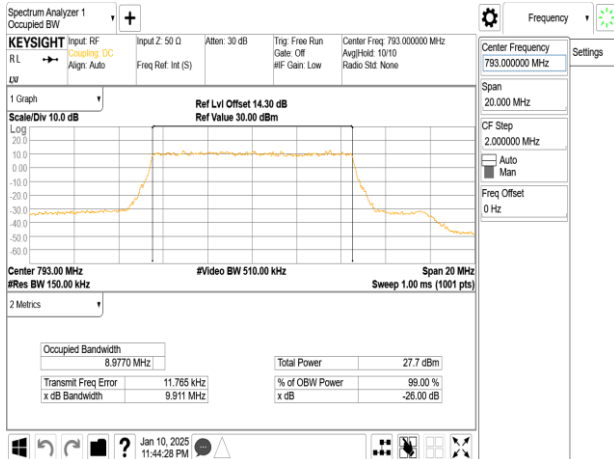 Spectrum Analyzer 1
Occupied BW
+
Frequency
KEYSIGHT
RL
LXI
Input: RF
Coupling: DC
Align: Auto
Input Z: 50 Ω
Freq Ref: Int (S)
Atten: 30 dB
Trig: Free Run
Gate: Off
#IF Gain: Low
Center Freq: 793.000000 MHz
Avg|Hold: 10/10
Radio Std: None
Center Frequency
793.000000 MHz
Settings
Span
20.000 MHz
CF Step
2.000000 MHz
Auto
Man
Freq Offset
0 Hz
1 Graph
Scale/Div 10.0 dB
Ref Lvl Offset 14.30 dB
Ref Value 30.00 dBm
Log
20.0
10.0
0.00
-10.0
-20.0
-30.0
-40.0
-50.0
-60.0
Center 793.00 MHz
#Video BW 510.00 kHz
Span 20 MHz
#Res BW 150.00 kHz
Sweep 1.00 ms (1001 pts)
2 Metrics
Occupied Bandwidth
8.9770 MHz
Total Power 27.7 dBm
Transmit Freq Error 11.765 kHz
% of OBW Power 99.00 %
x dB Bandwidth 9.911 MHz
x dB -26.00 dB
?
Jan 10, 2025
11:44:28 PM